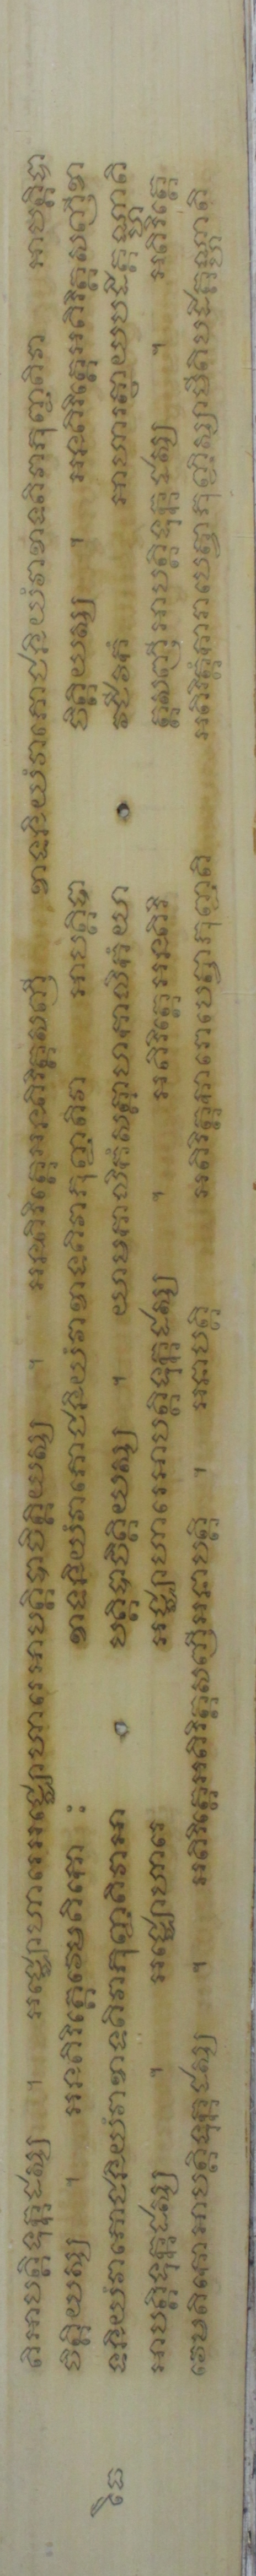 តិអាបត្តិទុក្កដស្ស ។ អជ្ឈោហារេអជ្ឈោហារេអាបត្តិបាចិត្តិយស្ស ។ អនតិរិត្តេអនតិរិត្តសញី ខាទនិយំវាភោជនិយំវាខាទតិវាភុញ្ជតិវា អាបត្តិបា
ចិត្តិយស្ស ។ អនតិរិត្តេវេមតិកោ ៖ ខាទនិយំវាភោជនិយំវាខាទតិវាភុញ្ជតិវា អាបត្តិបា ចិត្តិយស្ស ។ អនតិរិត្តេអតិរិត្តសញីខា
ទនិយំវាភោជនិយំវាខាទតិវាភុញ្ជតិវាអា បត្តិបាចិត្តិយស្ស ។ យាមកាលិកំសត្តាហកាលិកំយា វជីវកំ អាហារត្ថាយបដិគ្គណ្ហាតិ
អាបត្តិទុក្កដស្ស ។ អជ្ឈោហារេ អជ្ឈោហារេអាបត្តិទុក្កដស្ស ។ អតិរិត្តេអនតិរិ ត្តសញីអាបត្តិទុក្កដស្ស ។ អតិរិត្តេ
វេមតិកោអាបត្តិទុក្កដស្ស ។ អតិរិត្តេអតិរិត្តសញីអនាបត្តិ ។ អនាបត្តិ អតិរិត្តការាបេត្វាភុញ្ជតិ អតិរិត្តំការាបេត្វាភុញ្ជិស្សាមីតិបដិគ្គណ្ហាតិ